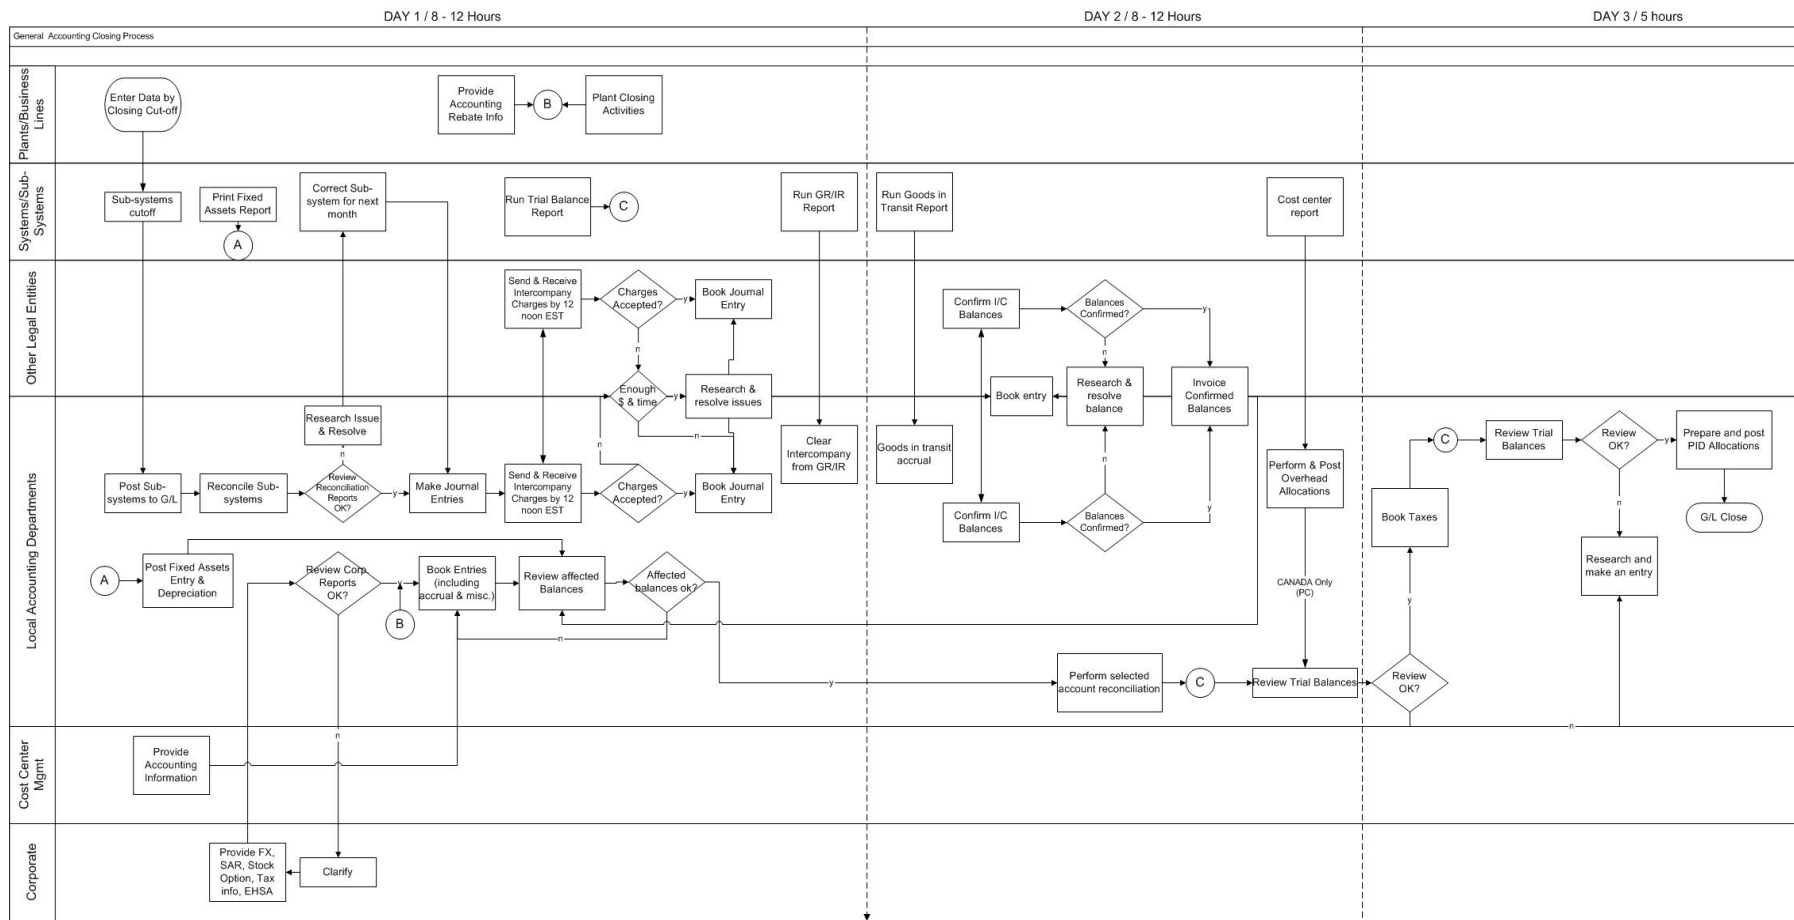 DAY 1 / 8 - 12 Hours
DAY 2 / 8 - 12 Hours
DAY 3 / 5 hours
General Accounting Closing Process
Plants/Business
Lines
Enter Data by
Closing Cut-off
Provide
Accounting
Rebate Info
B
Plant Closing
Activities
Systems/Sub-
Systems
Sub-systems
cutoff
Print Fixed
Assets Report
A
Correct Sub-
system for next
month
Run Trial Balance
Report
C
Run GR/IR
Report
Run Goods in
Transit Report
Cost center
report
Other Legal Entities
Send & Receive
Intercompany
Charges by 12
noon EST
Charges
Accepted?
y
Book Journal
Entry
n
Enough
$ & time
y
Research &
resolve issues
n
Confirm I/C
Balances
Balances
Confirmed?
y
n
Book entry
Research &
resolve
balance
Invoice
Confirmed
Balances
Local Accounting Departments
Research Issue
& Resolve
n
Post Sub-
systems to G/L
Reconcile Sub-
systems
Review
Reconciliation
Reports
OK?
y
Make Journal
Entries
Send & Receive
Intercompany
Charges by 12
noon EST
n
Charges
Accepted?
y
Book Journal
Entry
Clear
Intercompany
from GR/IR
Goods in transit
accrual
n
Confirm I/C
Balances
Balances
Confirmed?
y
Perform & Post
Overhead
Allocations
CANADA Only
(PC)
A
Post Fixed Assets
Entry &
Depreciation
Review Corp.
Reports
OK?
y
B
Book Entries
(including
accrual & misc.)
Review affected
Balances
Affected
balances ok?
n
y
Perform selected
account reconciliation
C
Review Trial Balances
Review
OK?
y
n
Book Taxes
C
Review Trial
Balances
Review
OK?
y
Prepare and post
PID Allocations
n
G/L Close
Research and
make an entry
Cost Center
Mgmt
Provide
Accounting
Information
n
Corporate
Provide FX,
SAR, Stock
Option, Tax
info, EHSA
Clarify